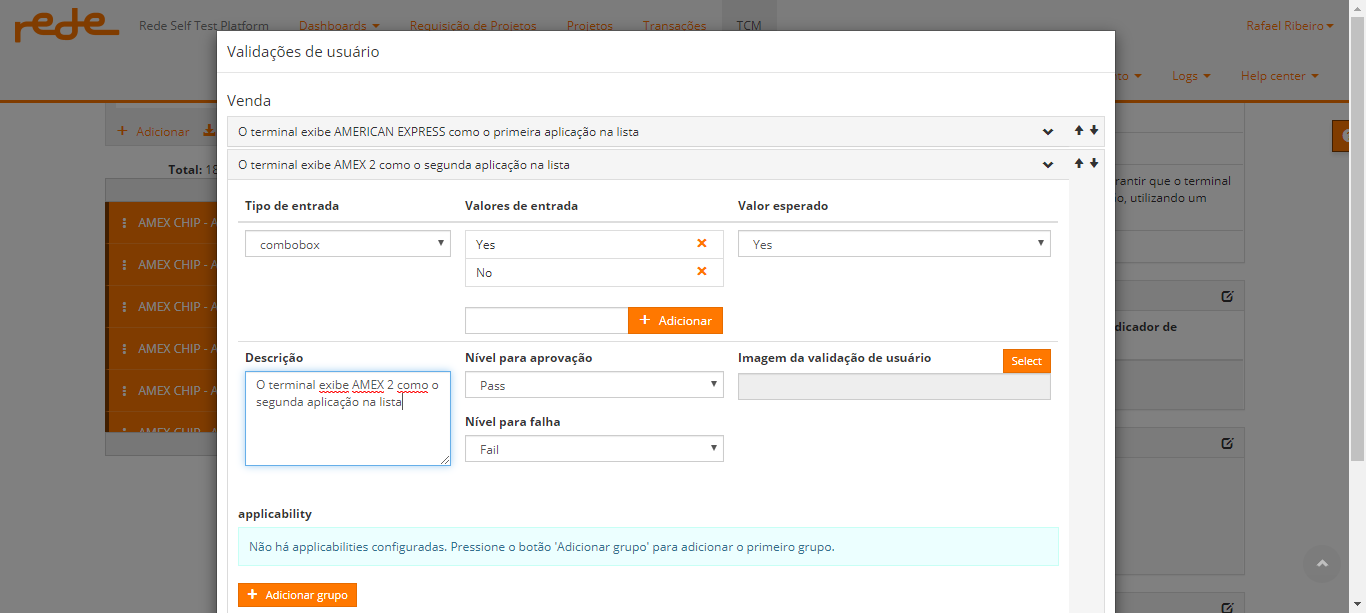 rede Rede Self Test Platform Dashboards Requisição de Projetos Projetos Transações TCM Rafael Ribeiro
Validações de usuário
Logs Help center
Venda
Adicionar
O terminal exibe AMERICAN EXPRESS como o primeira aplicação na lista
Total: 18
O terminal exibe AMEX 2 como o segunda aplicação na lista
Tipo de entrada Valores de entrada Valor esperado
que o terminal
utilizando um
AMEX CHIP - A
combobox Yes Yes
AMEX CHIP - A
No
AMEX CHIP - A
Adicionar
AMEX CHIP - A
Descrição Nível para aprovação Imagem da validação de usuário Select
O terminal exibe AMEX 2 como o
segunda aplicação na lista
Pass
AMEX CHIP - A
Nível para falha
AMEX CHIP - A
Fail
applicability
Não há applicabilities configuradas. Pressione o botão 'Adicionar grupo' para adicionar o primeiro grupo.
Adicionar grupo